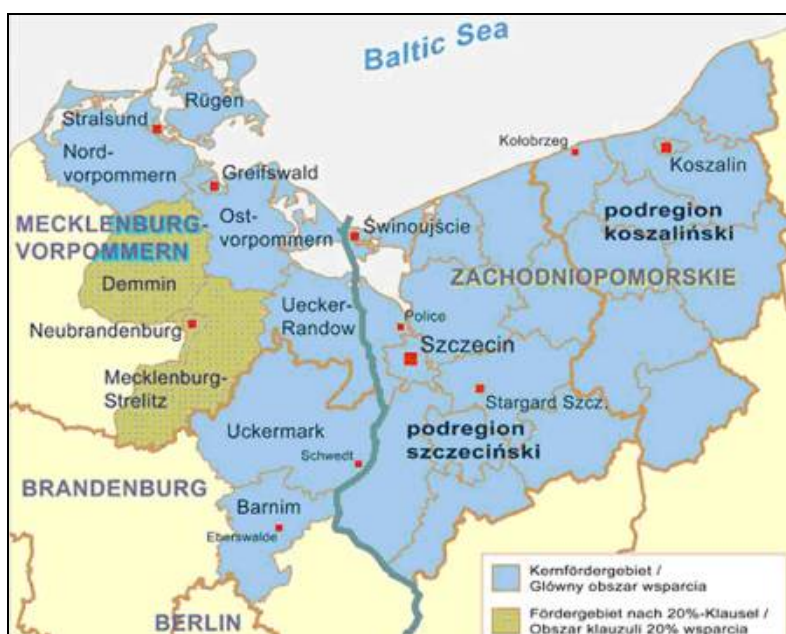 Baltic Sea
Rügen
Stralsund
Nord-
vorpommern
Greifswald
Kołobrzeg
Koszalin
MECKLENBURG-
VORPOMMERN
Ost-
vorpommern
Świnoujście
podregion
koszaliński
ZACHODNIOPOMORSKIE
Demmin
Uecker-
Randow
Neubrandenburg
Police
Szczecin
Mecklenburg-
Strelitz
Stargard Szcz.
Uckermark
podregion
szczeciński
Schwedt
BRANDENBURG
Barnim
Eberswalde
BERLIN
Kernfördergebiet /
Główny obszar wsparcia
Fördergebiet nach 20%-Klausel /
Obszar klauzuli 20% wsparcia